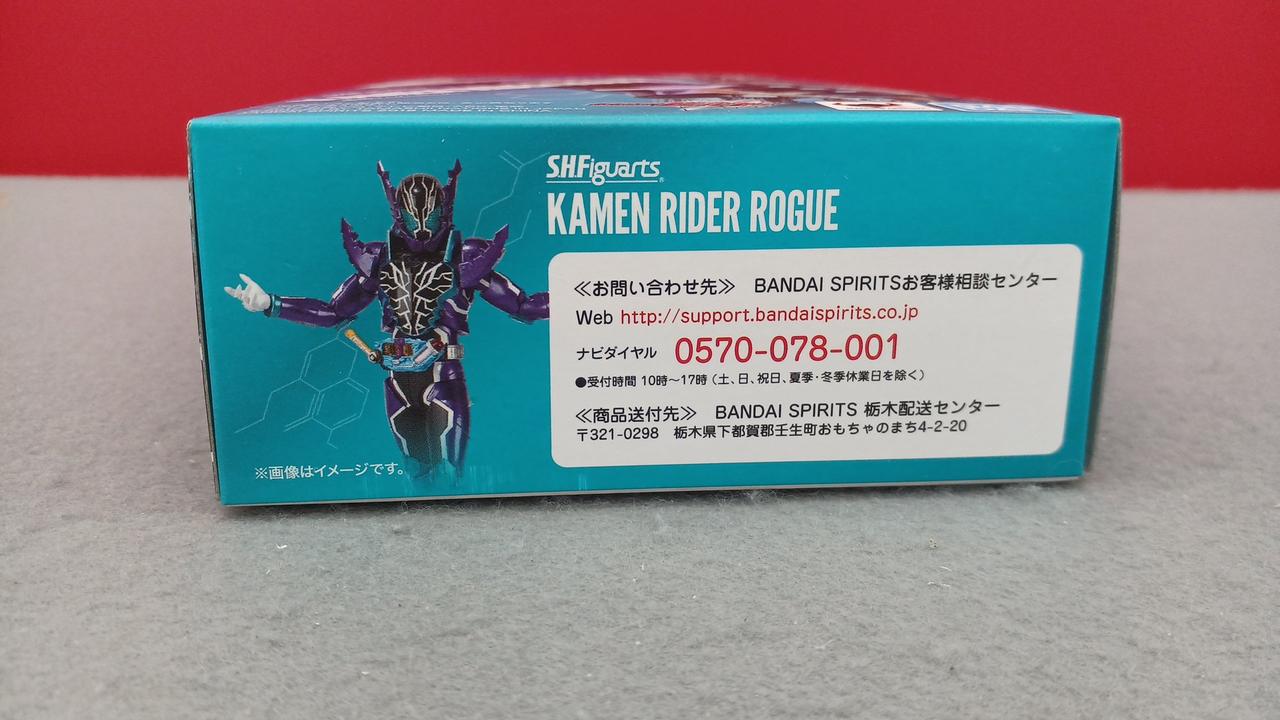 S.H.Figuarts
KAMEN RIDER ROGUE
≪お問い合わせ先≫ BANDAI SPIRITSお客様相談センター
Web http://support.bandaispirits.co.jp
ナビダイヤル 0570-078-001
●受付時間 10時〜17時（土、日、祝日、夏季・冬季休業日を除く）
≪商品送付先≫ BANDAI SPIRITS 栃木配送センター
〒321-0298 栃木県下都賀郡壬生町おもちゃのまち4-2-20
※画像はイメージです。